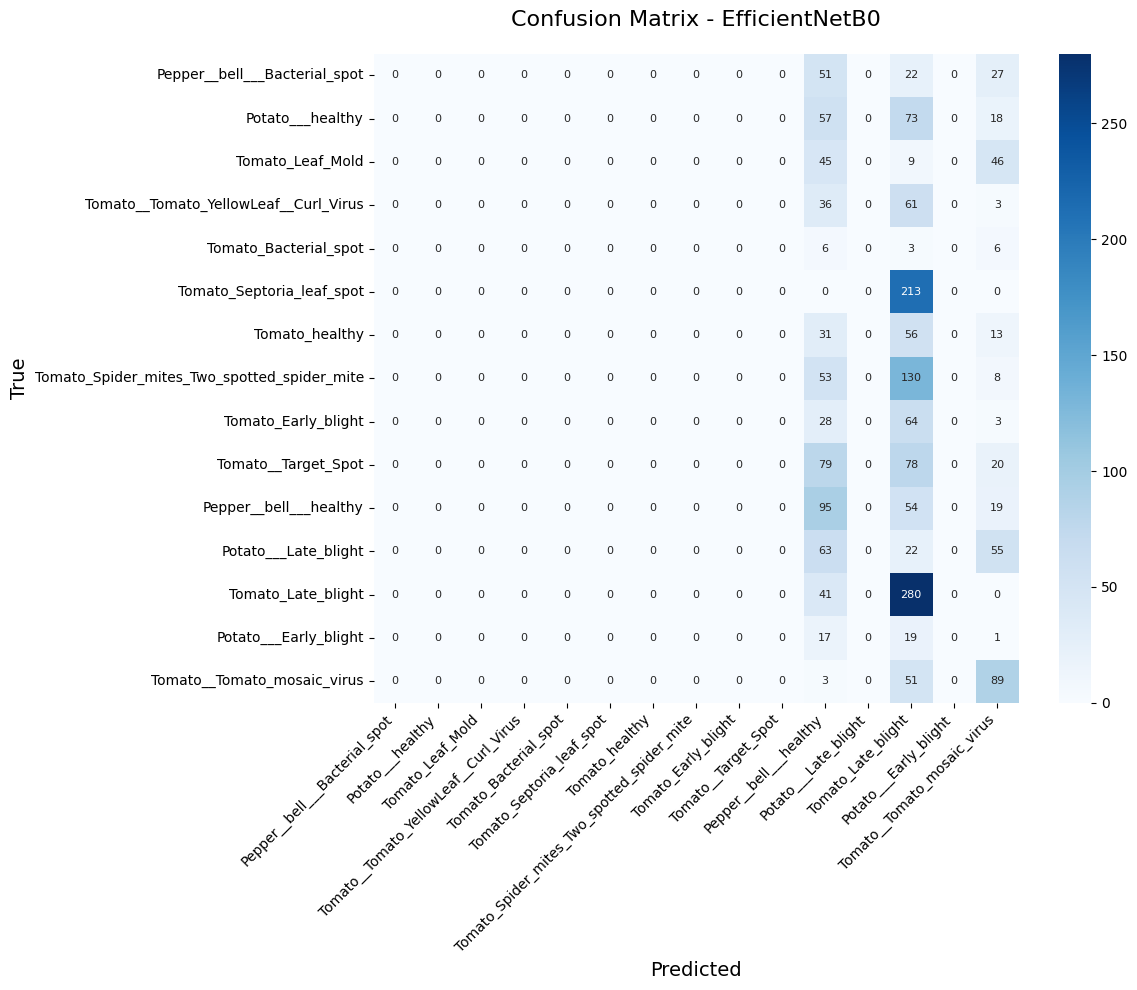 Confusion Matrix - EfficientNetB0
True
Pepper__bell___Bacterial_spot 0 0 0 0 0 0 0 0 0 0 51 0 22 0 27
Potato___healthy 0 0 0 0 0 0 0 0 0 0 57 0 73 0 18
Tomato_Leaf_Mold 0 0 0 0 0 0 0 0 0 0 45 0 9 0 46
Tomato__Tomato_YellowLeaf__Curl_Virus 0 0 0 0 0 0 0 0 0 0 36 0 61 0 3
Tomato_Bacterial_spot 0 0 0 0 0 0 0 0 0 0 6 0 3 0 6
Tomato_Septoria_leaf_spot 0 0 0 0 0 0 0 0 0 0 0 0 213 0 0
Tomato_healthy 0 0 0 0 0 0 0 0 0 0 31 0 56 0 13
Tomato_Spider_mites_Two_spotted_spider_mite 0 0 0 0 0 0 0 0 0 0 53 0 130 0 8
Tomato_Early_blight 0 0 0 0 0 0 0 0 0 0 28 0 64 0 3
Tomato__Target_Spot 0 0 0 0 0 0 0 0 0 0 79 0 78 0 20
Pepper__bell___healthy 0 0 0 0 0 0 0 0 0 0 95 0 54 0 19
Potato___Late_blight 0 0 0 0 0 0 0 0 0 0 63 0 22 0 55
Tomato_Late_blight 0 0 0 0 0 0 0 0 0 0 41 0 280 0 0
Potato___Early_blight 0 0 0 0 0 0 0 0 0 0 17 0 19 0 1
Tomato__Tomato_mosaic_virus 0 0 0 0 0 0 0 0 0 0 3 0 51 0 89
Pepper__bell___Bacterial_spot
Potato___healthy
Tomato_Leaf_Mold
Tomato__Tomato_YellowLeaf__Curl_Virus
Tomato_Bacterial_spot
Tomato_Septoria_leaf_spot
Tomato_healthy
Tomato_Spider_mites_Two_spotted_spider_mite
Tomato_Early_blight
Tomato__Target_Spot
Pepper__bell___healthy
Potato___Late_blight
Tomato_Late_blight
Potato___Early_blight
Tomato__Tomato_mosaic_virus
Predicted
250
200
150
100
50
0